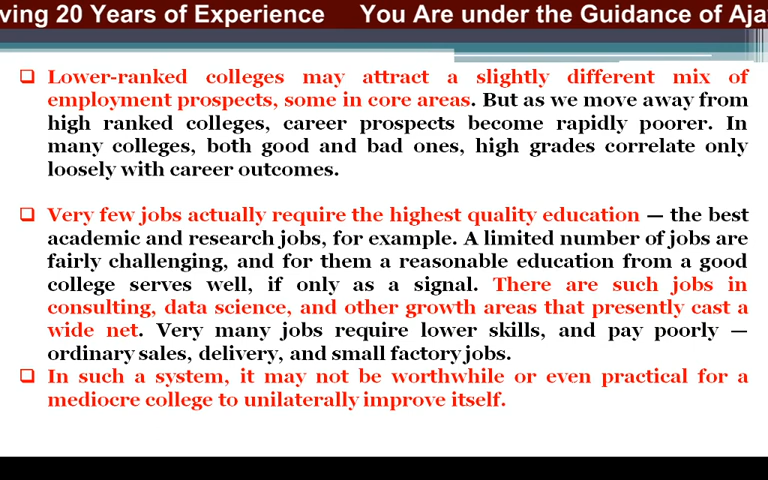 ving 20 Years of Experience You Are under the Guidance of Aja
Lower-ranked colleges may attract a slightly different mix of
employment prospects, some in core areas. But as we move away from
high ranked colleges, career prospects become rapidly poorer. In
many colleges, both good and bad ones, high grades correlate only
loosely with career outcomes.
Very few jobs actually require the highest quality education — the best
academic and research jobs, for example. A limited number of jobs are
fairly challenging, and for them a reasonable education from a good
college serves well, if only as a signal. There are such jobs in
consulting, data science, and other growth areas that presently cast a
wide net. Very many jobs require lower skills, and pay poorly —
ordinary sales, delivery, and small factory jobs.
In such a system, it may not be worthwhile or even practical for a
mediocre college to unilaterally improve itself.